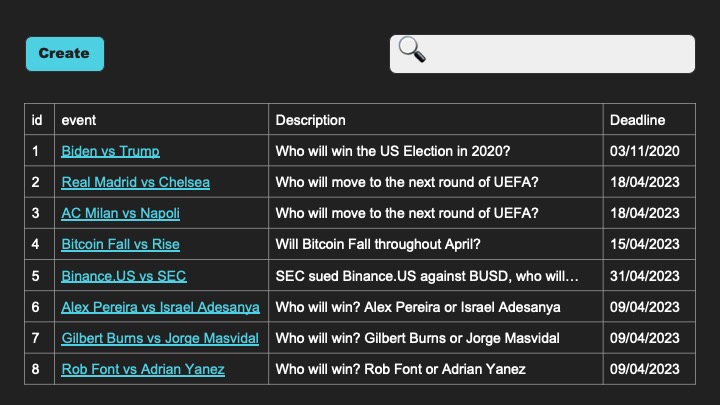 Create
id event Description Deadline
1 Biden vs Trump Who will win the US Election in 2020? 03/11/2020
2 Real Madrid vs Chelsea Who will move to the next round of UEFA? 18/04/2023
3 AC Milan vs Napoli Who will move to the next round of UEFA? 18/04/2023
4 Bitcoin Fall vs Rise Will Bitcoin Fall throughout April? 15/04/2023
5 Binance.US vs SEC SEC sued Binance.US against BUSD, who will... 31/04/2023
6 Alex Pereira vs Israel Adesanya Who will win? Alex Pereira or Israel Adesanya 09/04/2023
7 Gilbert Burns vs Jorge Masvidal Who will win? Gilbert Burns or Jorge Masvidal 09/04/2023
8 Rob Font vs Adrian Yanez Who will win? Rob Font or Adrian Yanez 09/04/2023